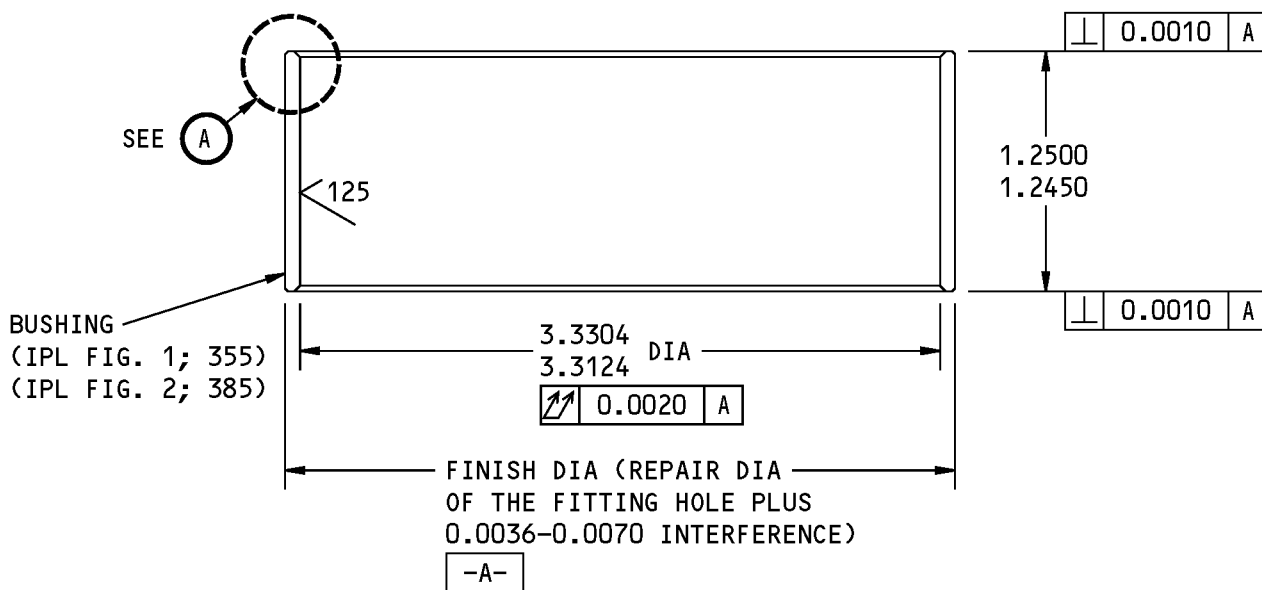 ⊥ 0.0010 A
SEE A
1.2500
1.2450
125
⊥ 0.0010 A
BUSHING
(IPL FIG. 1; 355)
(IPL FIG. 2; 385)
3.3304
3.3124
DIA
⌰ 0.0020 A
FINISH DIA (REPAIR DIA
OF THE FITTING HOLE PLUS
0.0036-0.0070 INTERFERENCE)
-A-